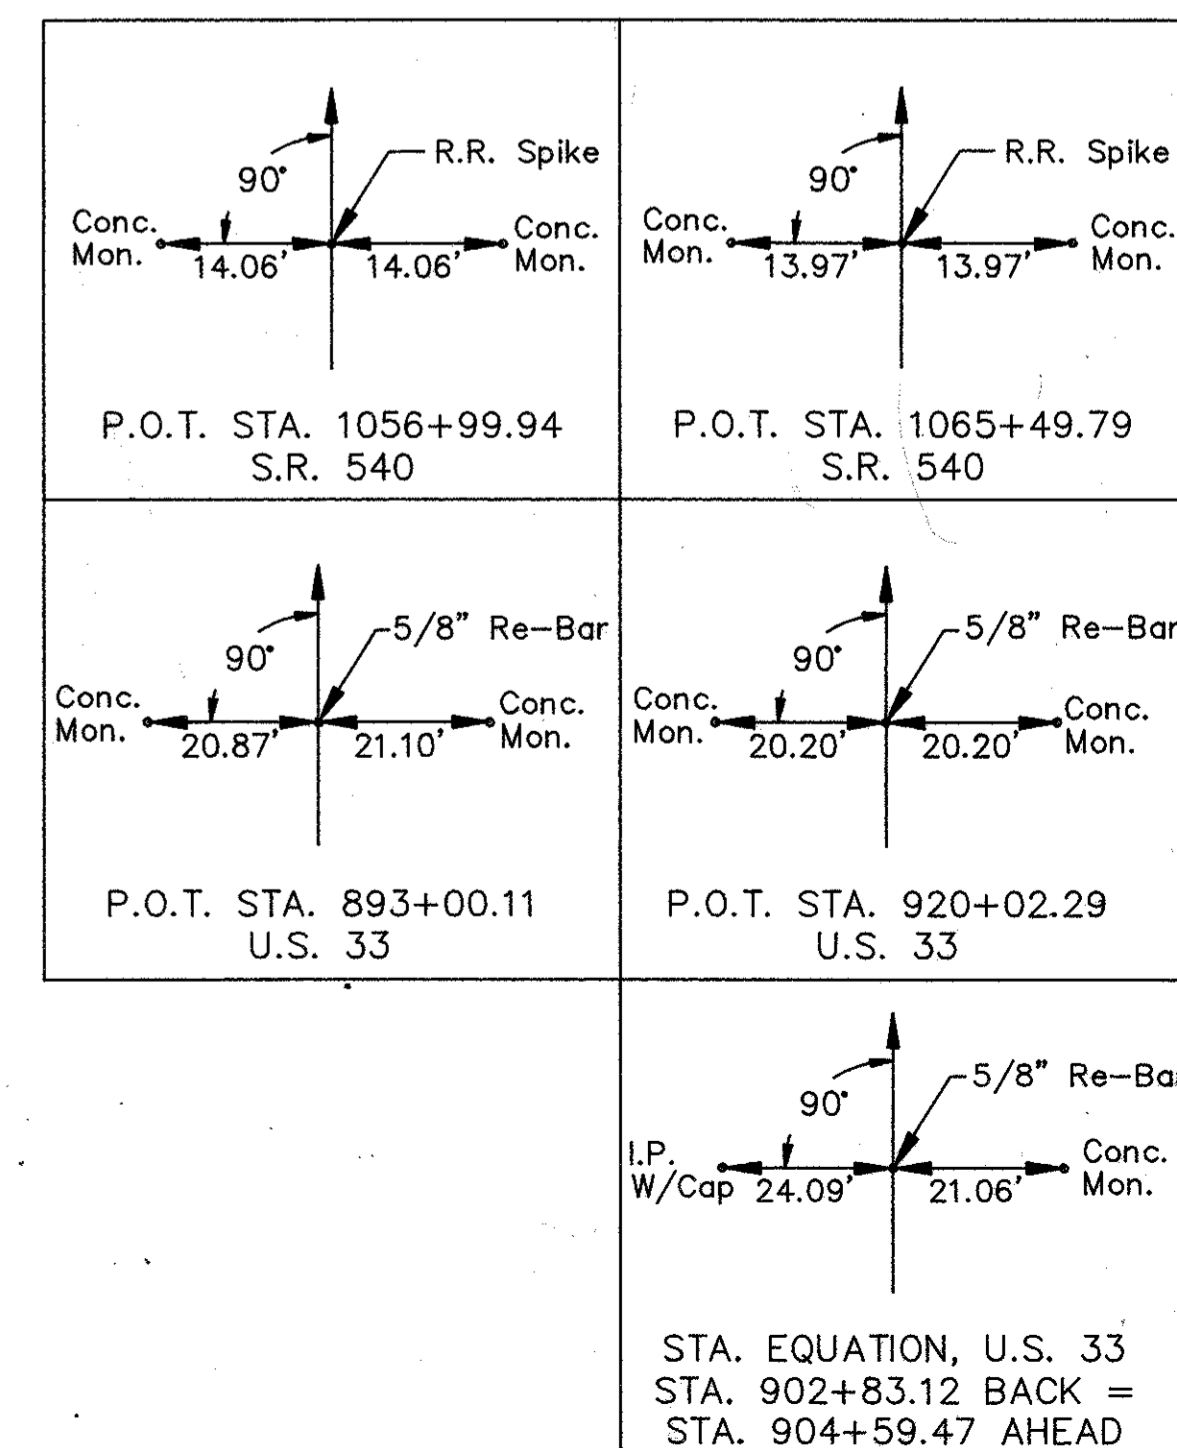 R.R. Spike
90°
Conc.
Mon.
14.06'
14.06'
Conc.
Mon.
P.O.T. STA. 1056+99.94
S.R. 540
R.R. Spike
90°
Conc.
Mon.
13.97'
13.97'
Conc.
Mon.
P.O.T. STA. 1065+49.79
S.R. 540
5/8" Re-Bar
90°
Conc.
Mon.
20.87'
21.10'
Conc.
Mon.
P.O.T. STA. 893+00.11
U.S. 33
5/8" Re-Bar
90°
Conc.
Mon.
20.20'
20.20'
Conc.
Mon.
P.O.T. STA. 920+02.29
U.S. 33
5/8" Re-Bar
90°
I.P.
W/Cap
24.09'
21.06'
Conc.
Mon.
STA. EQUATION, U.S. 33
STA. 902+83.12 BACK =
STA. 904+59.47 AHEAD